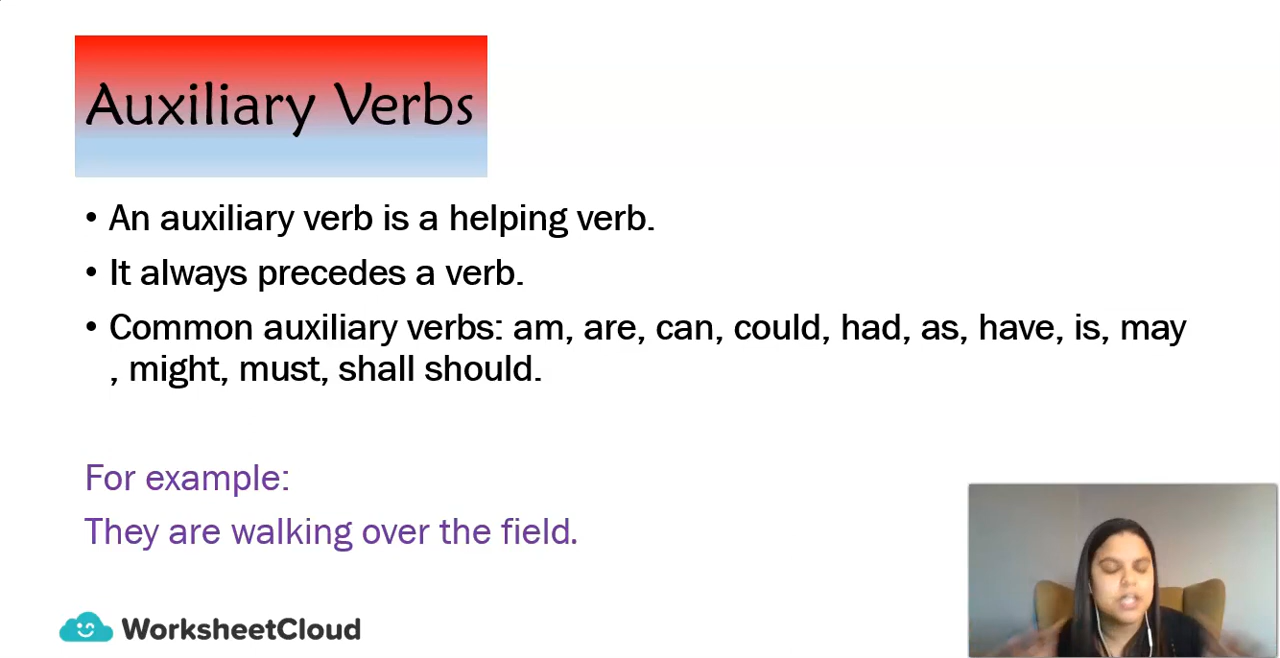 Auxiliary Verbs
• An auxiliary verb is a helping verb.
• It always precedes a verb.
• Common auxiliary verbs: am, are, can, could, had, as, have, is, may
, might, must, shall should.
For example:
They are walking over the field.
WorksheetCloud